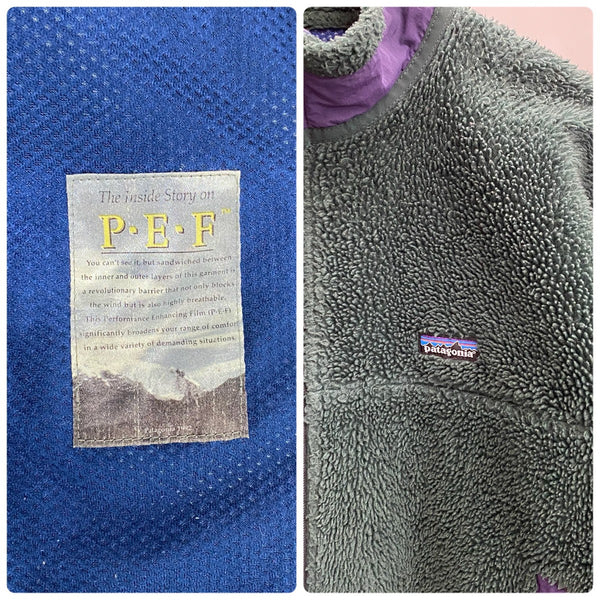 The Inside Story on
P·E·F™
You can't see it, but sandwiched between
the inner and outer layers of this garment is
a revolutionary barrier that not only blocks
the wind but is also highly breathable.
This Performance Enhancing Film (P·E·F)
significantly broadens your range of comfort
in a wide variety of demanding situations.
Patagonia
patagonia